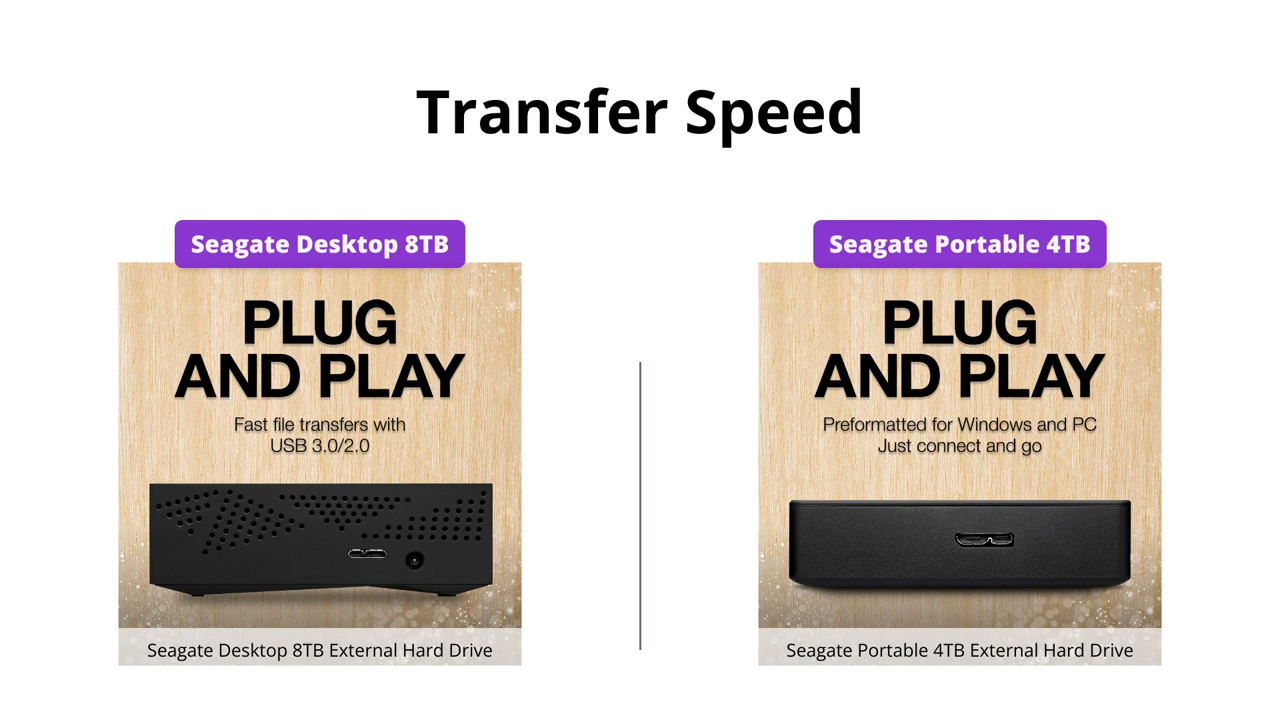 Transfer Speed
Seagate Desktop 8TB
PLUG
AND PLAY
Fast file transfers with
USB 3.0/2.0
Seagate Desktop 8TB External Hard Drive
Seagate Portable 4TB
PLUG
AND PLAY
Preformatted for Windows and PC
Just connect and go
Seagate Portable 4TB External Hard Drive